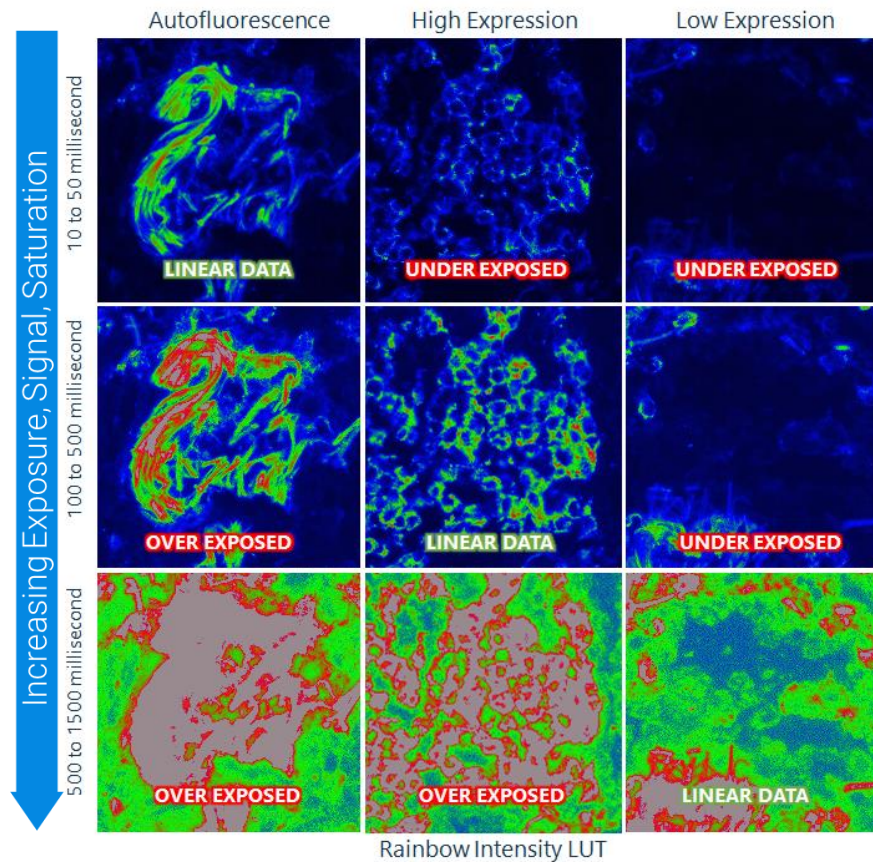 Autofluorescence
High Expression
Low Expression
Increasing Exposure, Signal, Saturation
10 to 50 millisecond
LINEAR DATA
UNDER EXPOSED
UNDER EXPOSED
100 to 500 millisecond
OVER EXPOSED
LINEAR DATA
UNDER EXPOSED
500 to 1500 millisecond
OVER EXPOSED
OVER EXPOSED
LINEAR DATA
Rainbow Intensity LUT